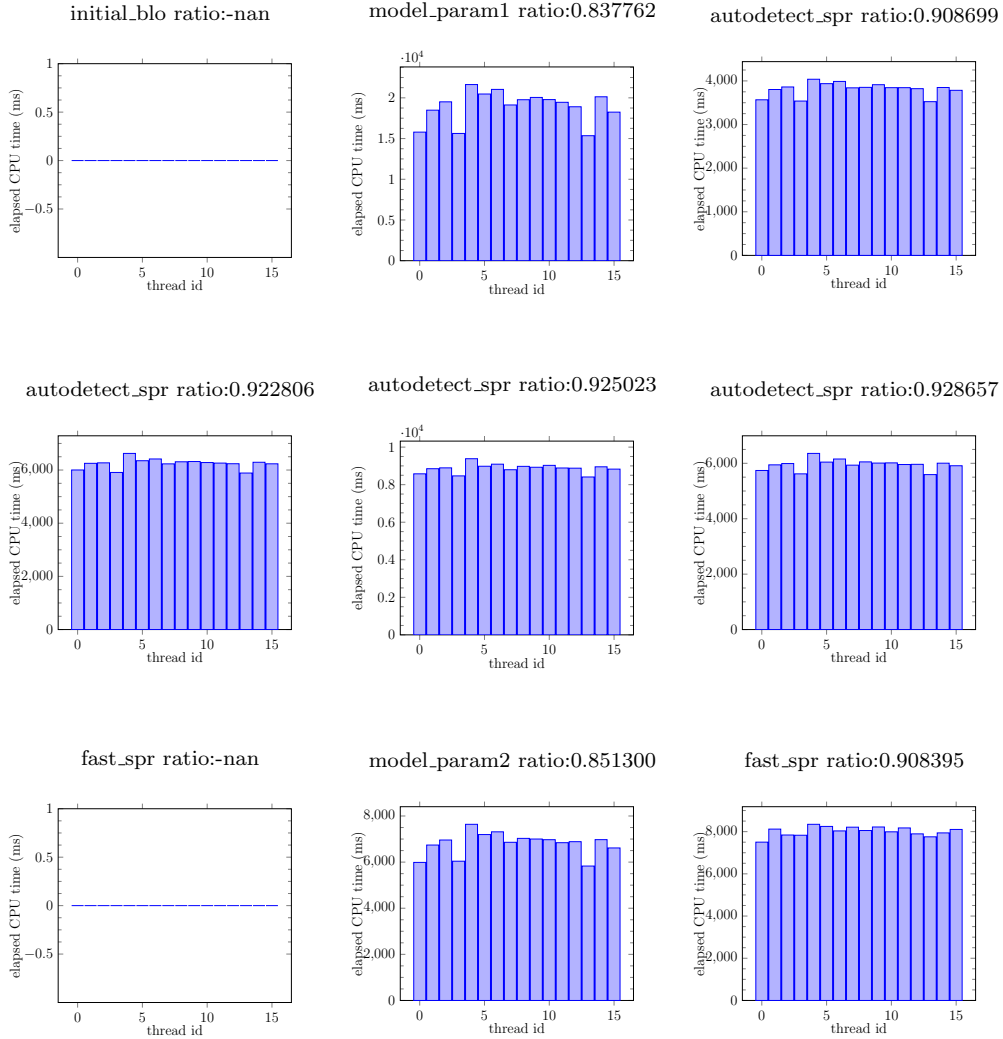 initial_blo ratio:-nan
1
0.5
0
−0.5
elapsed CPU time (ms)
0 5 10 15
thread id
model_param1 ratio:0.837762
·10⁴
2
1.5
1
0.5
0
elapsed CPU time (ms)
0 5 10 15
thread id
autodetect_spr ratio:0.908699
4,000
3,000
2,000
1,000
0
elapsed CPU time (ms)
0 5 10 15
thread id
autodetect_spr ratio:0.922806
6,000
4,000
2,000
0
elapsed CPU time (ms)
0 5 10 15
thread id
autodetect_spr ratio:0.925023
·10⁴
1
0.8
0.6
0.4
0.2
0
elapsed CPU time (ms)
0 5 10 15
thread id
autodetect_spr ratio:0.928657
6,000
4,000
2,000
0
elapsed CPU time (ms)
0 5 10 15
thread id
fast_spr ratio:-nan
1
0.5
0
−0.5
elapsed CPU time (ms)
0 5 10 15
thread id
model_param2 ratio:0.851300
8,000
6,000
4,000
2,000
0
elapsed CPU time (ms)
0 5 10 15
thread id
fast_spr ratio:0.908395
8,000
6,000
4,000
2,000
0
elapsed CPU time (ms)
0 5 10 15
thread id